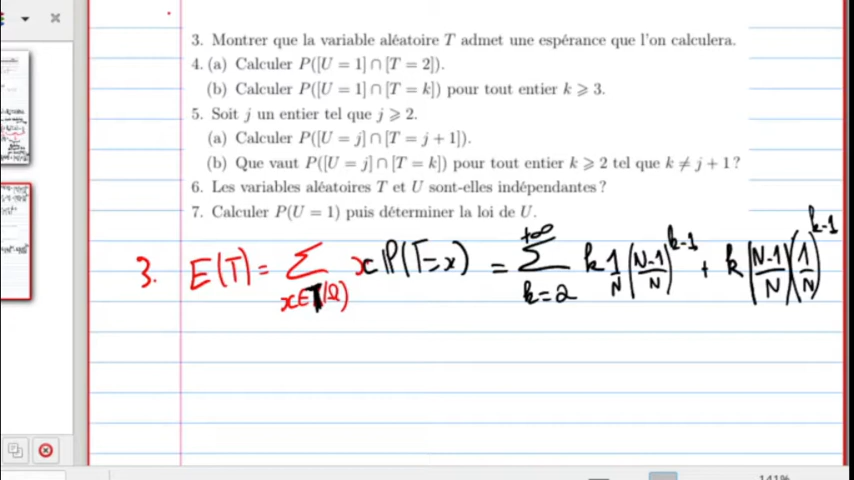 3. Montrer que la variable aléatoire T admet une espérance que l'on calculera.
4. (a) Calculer P([U = 1] ∩ [T = 2]).
(b) Calculer P([U = 1] ∩ [T = k]) pour tout entier k ⩾ 3.
5. Soit j un entier tel que j ⩾ 2.
(a) Calculer P([U = j] ∩ [T = j + 1]).
(b) Que vaut P([U = j] ∩ [T = k]) pour tout entier k ⩾ 2 tel que k ≠ j + 1 ?
6. Les variables aléatoires T et U sont-elles indépendantes ?
7. Calculer P(U = 1) puis déterminer la loi de U.
3. E(T) = ∑_{x∈T(Ω)} x P(T=x) = ∑_{k=2}^{+∞} k 1/N (N-1/N)^{k-1} + k (N-1/N)(1/N)^{k-1}
141%